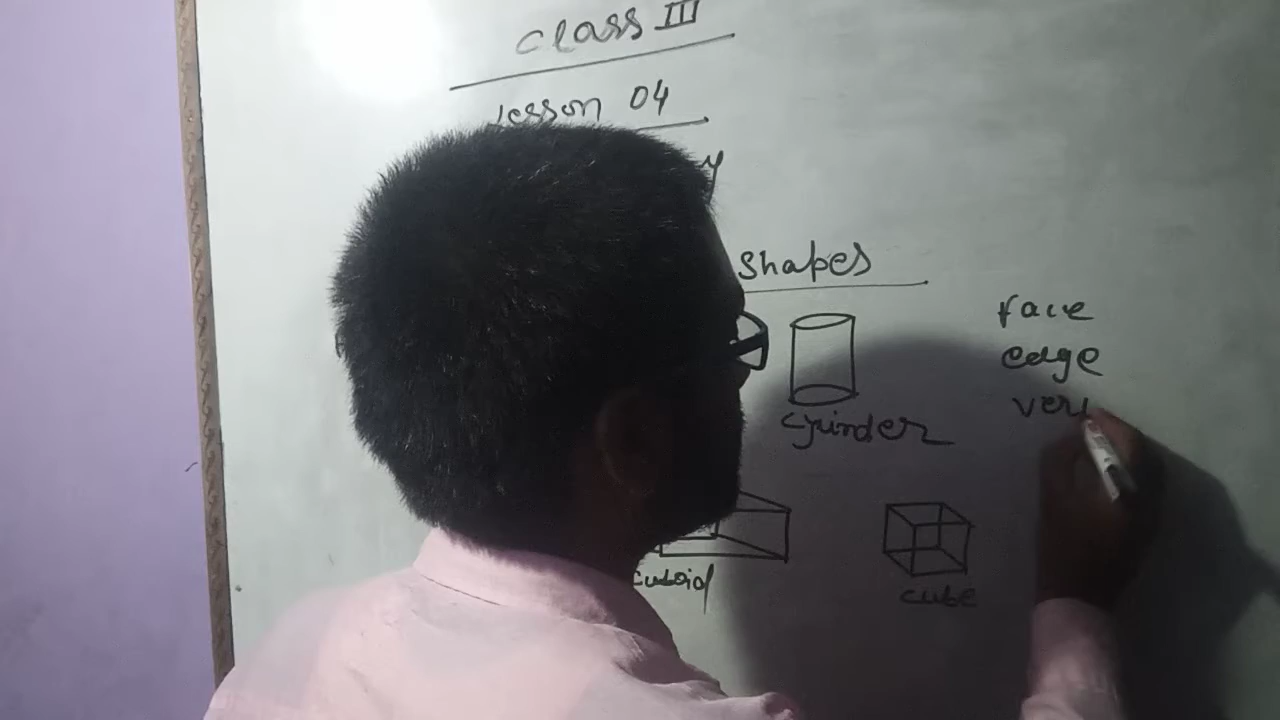 Class III
Lesson 04
Shapes
face
edge
ver
cylinder
cuboid
cube